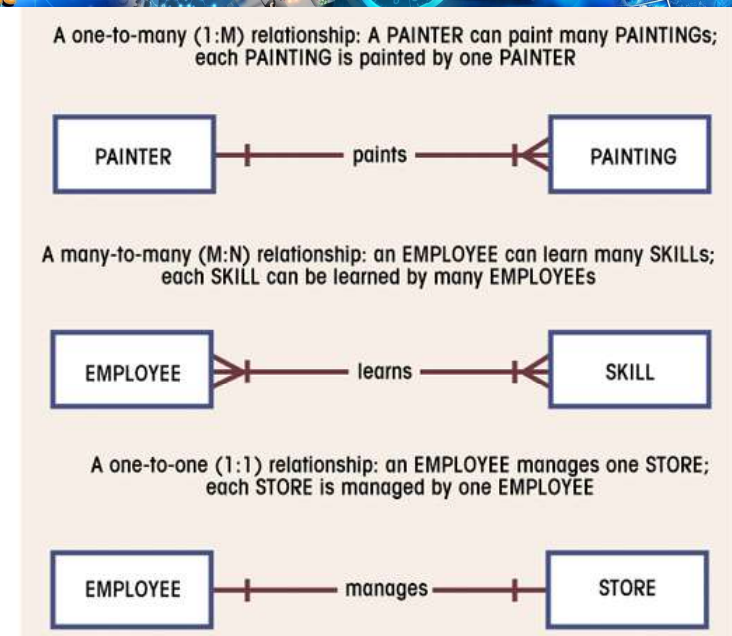 A one-to-many (1:M) relationship: A PAINTER can paint many PAINTINGs;
each PAINTING is painted by one PAINTER
PAINTER paints PAINTING
A many-to-many (M:N) relationship: an EMPLOYEE can learn many SKILLs;
each SKILL can be learned by many EMPLOYEEs
EMPLOYEE learns SKILL
A one-to-one (1:1) relationship: an EMPLOYEE manages one STORE;
each STORE is managed by one EMPLOYEE
EMPLOYEE manages STORE